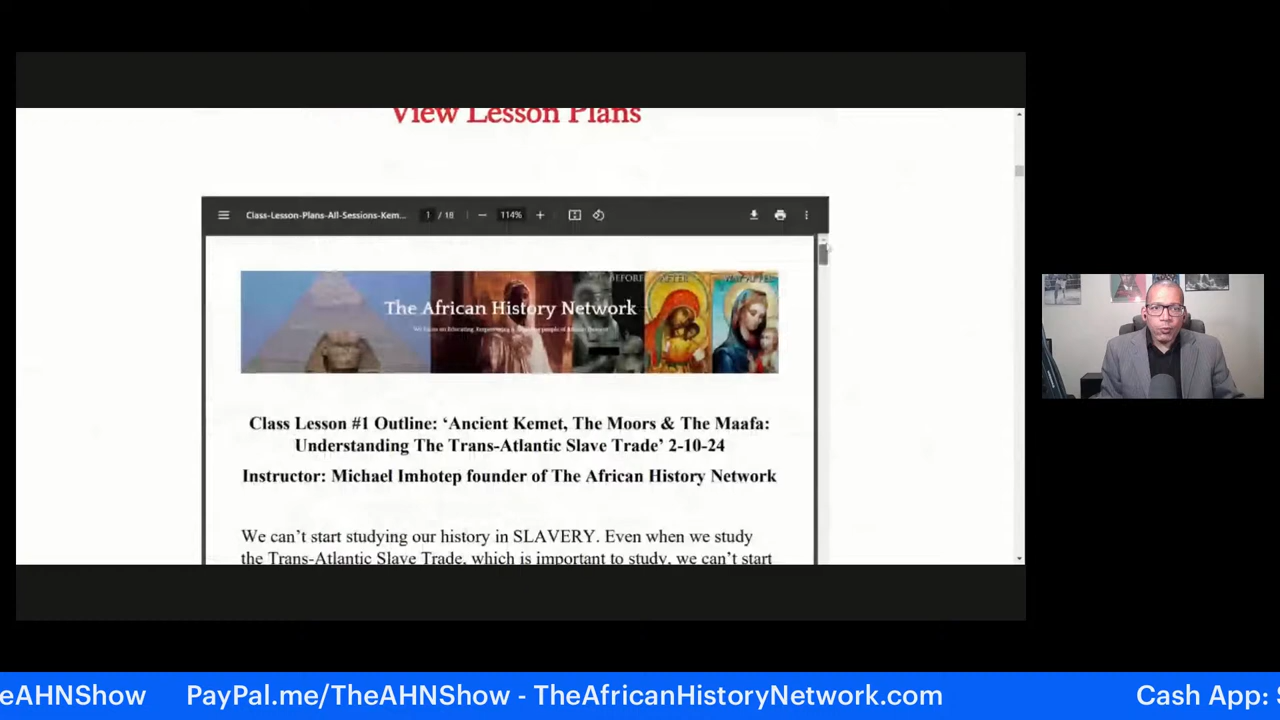 View Lesson Plans
Class-Lesson-Plans-All-Sessions-Kem...
1 / 18
114%
BEFORE
AFTER
The African History Network
Class Lesson #1 Outline: ‘Ancient Kemet, The Moors & The Maafa:
Understanding The Trans-Atlantic Slave Trade’ 2-10-24
Instructor: Michael Imhotep founder of The African History Network
We can’t start studying our history in SLAVERY. Even when we study
the Trans-Atlantic Slave Trade, which is important to study, we can’t start
eAHNShow PayPal.me/TheAHNShow - TheAfricanHistoryNetwork.com Cash App: